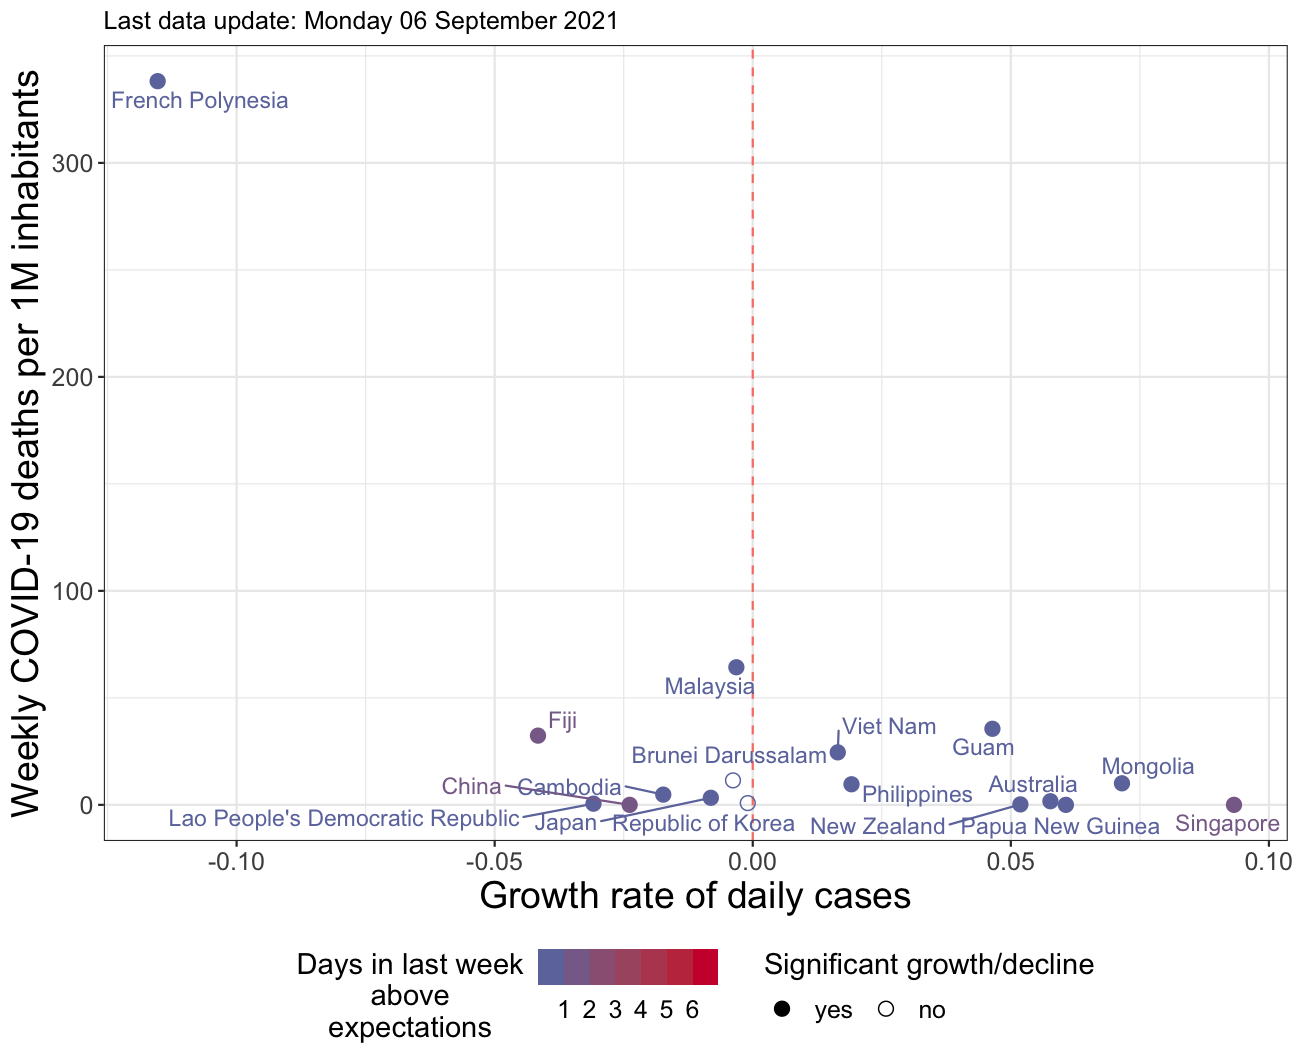 Last data update: Monday 06 September 2021
Weekly COVID-19 deaths per 1M inhabitants
300
200
100
0
French Polynesia
Malaysia
Fiji
Viet Nam
Guam
Brunei Darussalam
Mongolia
China
Cambodia
Australia
Philippines
Lao People's Democratic Republic
Japan
Republic of Korea
New Zealand
Papua New Guinea
Singapore
-0.10
-0.05
0.00
0.05
0.10
Growth rate of daily cases
Days in last week
above
expectations
1 2 3 4 5 6
Significant growth/decline
yes no